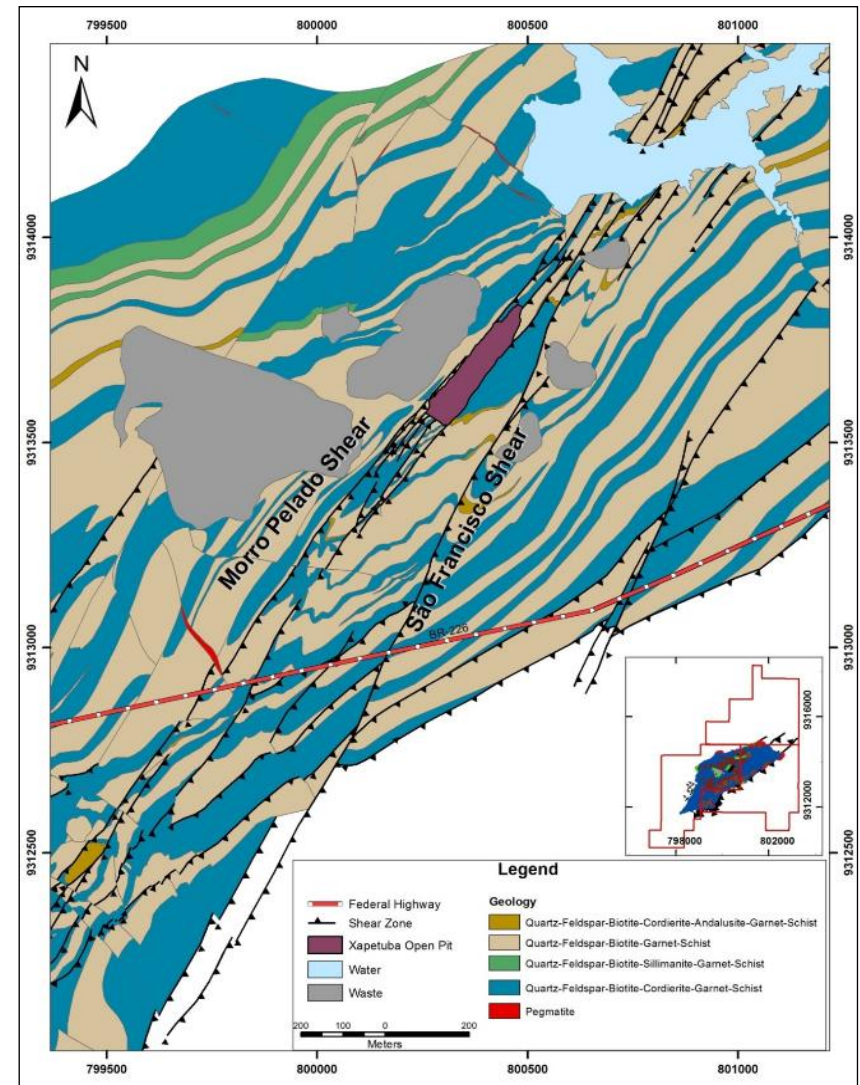 799500 800000 800500 801000
N
9314000
9314000
9313500
9313500
Morro Pelado Shear
São Francisco Shear
9313000
9313000
BR-226
9316000
9312000
798000 802000
9312500
Legend
Federal Highway
Shear Zone
Xapetuba Open Pit
Water
Waste
200 100 0 200
Meters
Geology
Quartz-Feldspar-Biotite-Cordierite-Andalusite-Garnet-Schist
Quartz-Feldspar-Biotite-Garnet-Schist
Quartz-Feldspar-Biotite-Sillimanite-Garnet-Schist
Quartz-Feldspar-Biotite-Cordierite-Garnet-Schist
Pegmatite
799500 800000 800500 801000